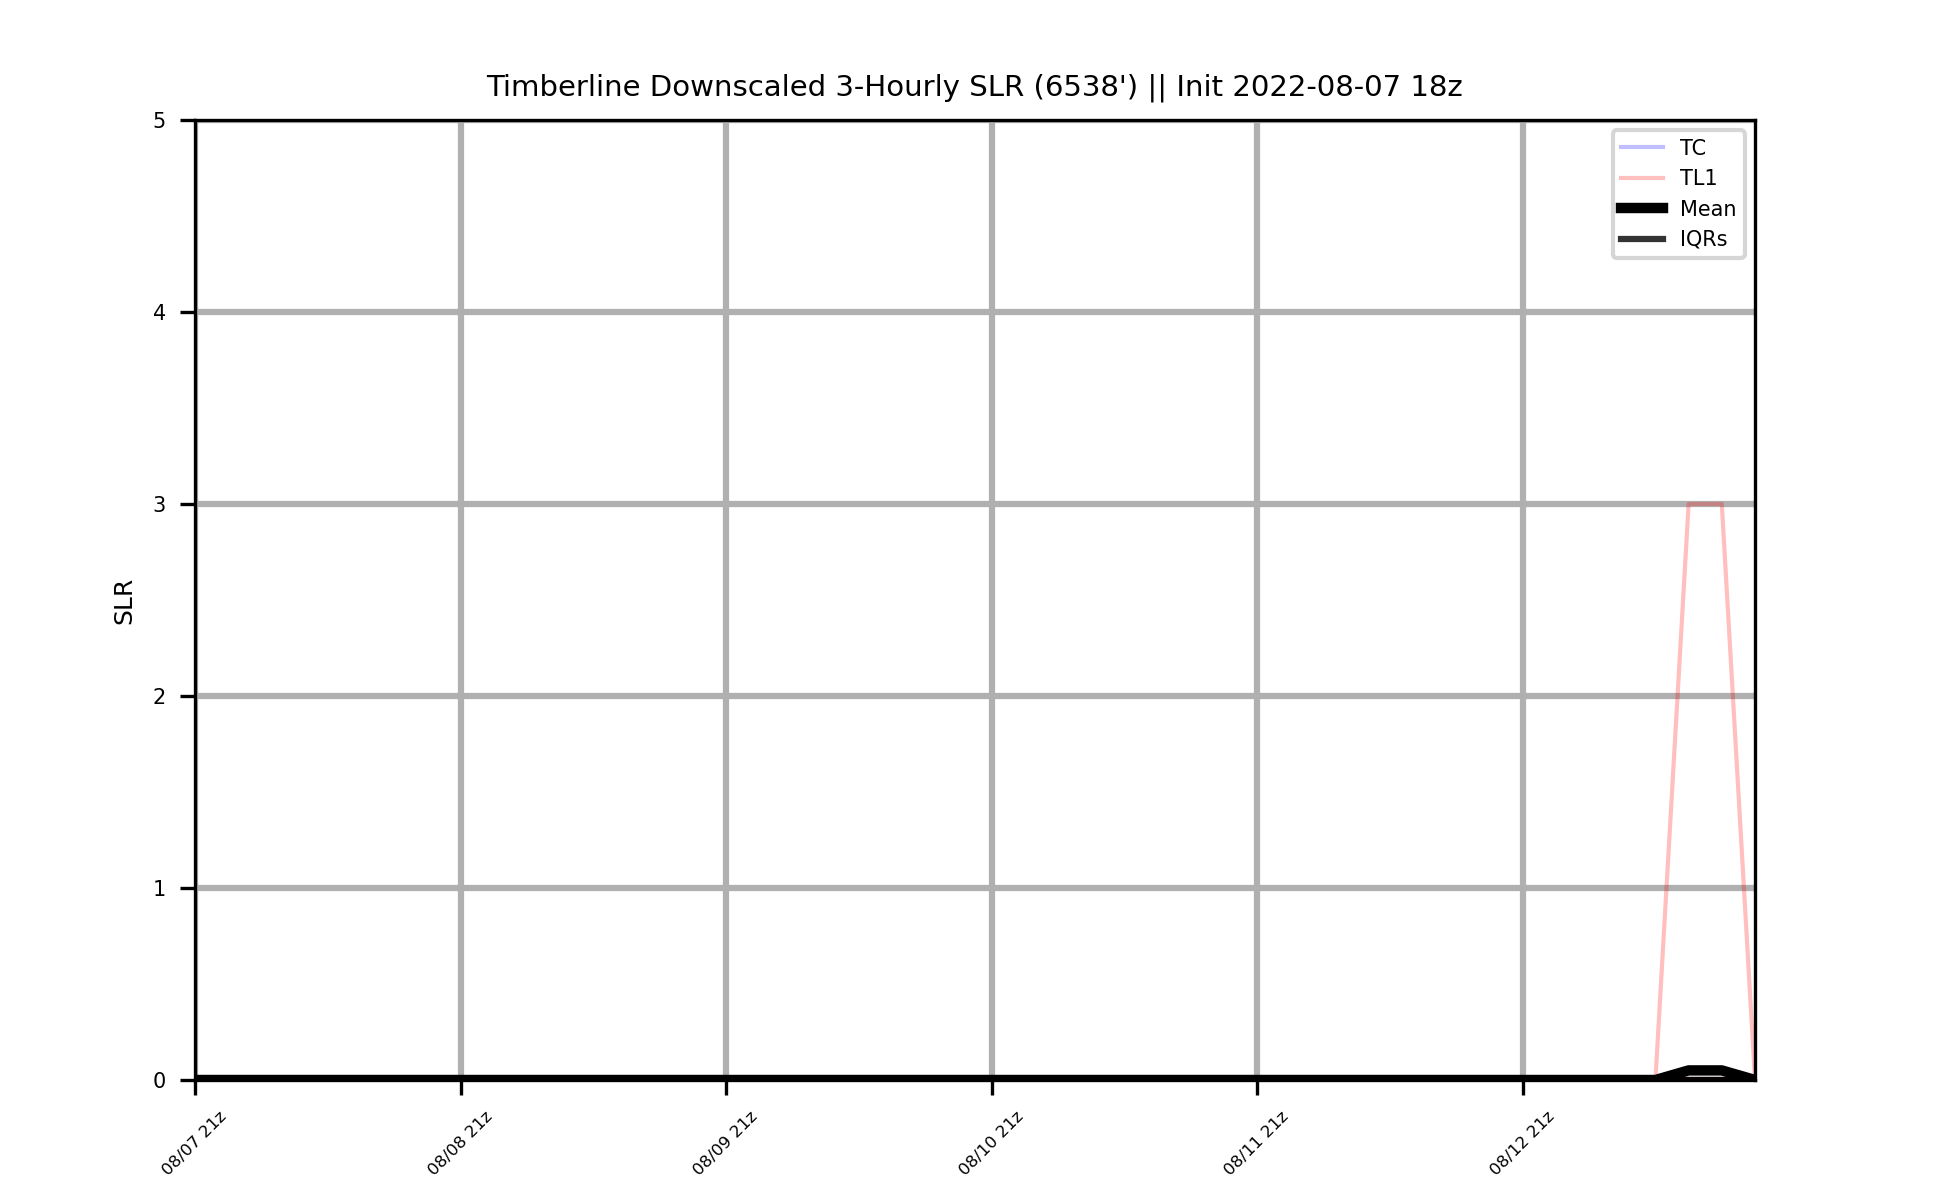 Timberline Downscaled 3-Hourly SLR (6538') || Init 2022-08-07 18z
TC
TL1
Mean
IQRs
5
4
3
2
1
0
SLR
08/07 21z
08/08 21z
08/09 21z
08/10 21z
08/11 21z
08/12 21z